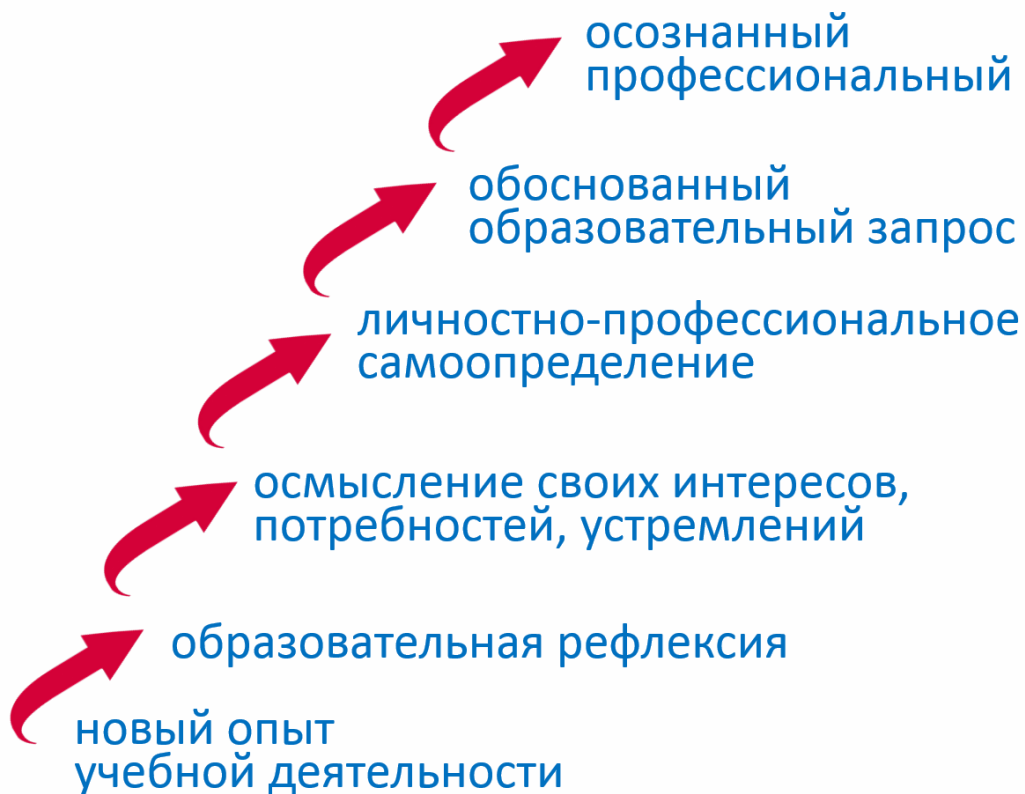 осознанный
профессиональный
обоснованный
образовательный запрос
личностно-профессиональное
самоопределение
осмысление своих интересов,
потребностей, устремлений
образовательная рефлексия
новый опыт
учебной деятельности